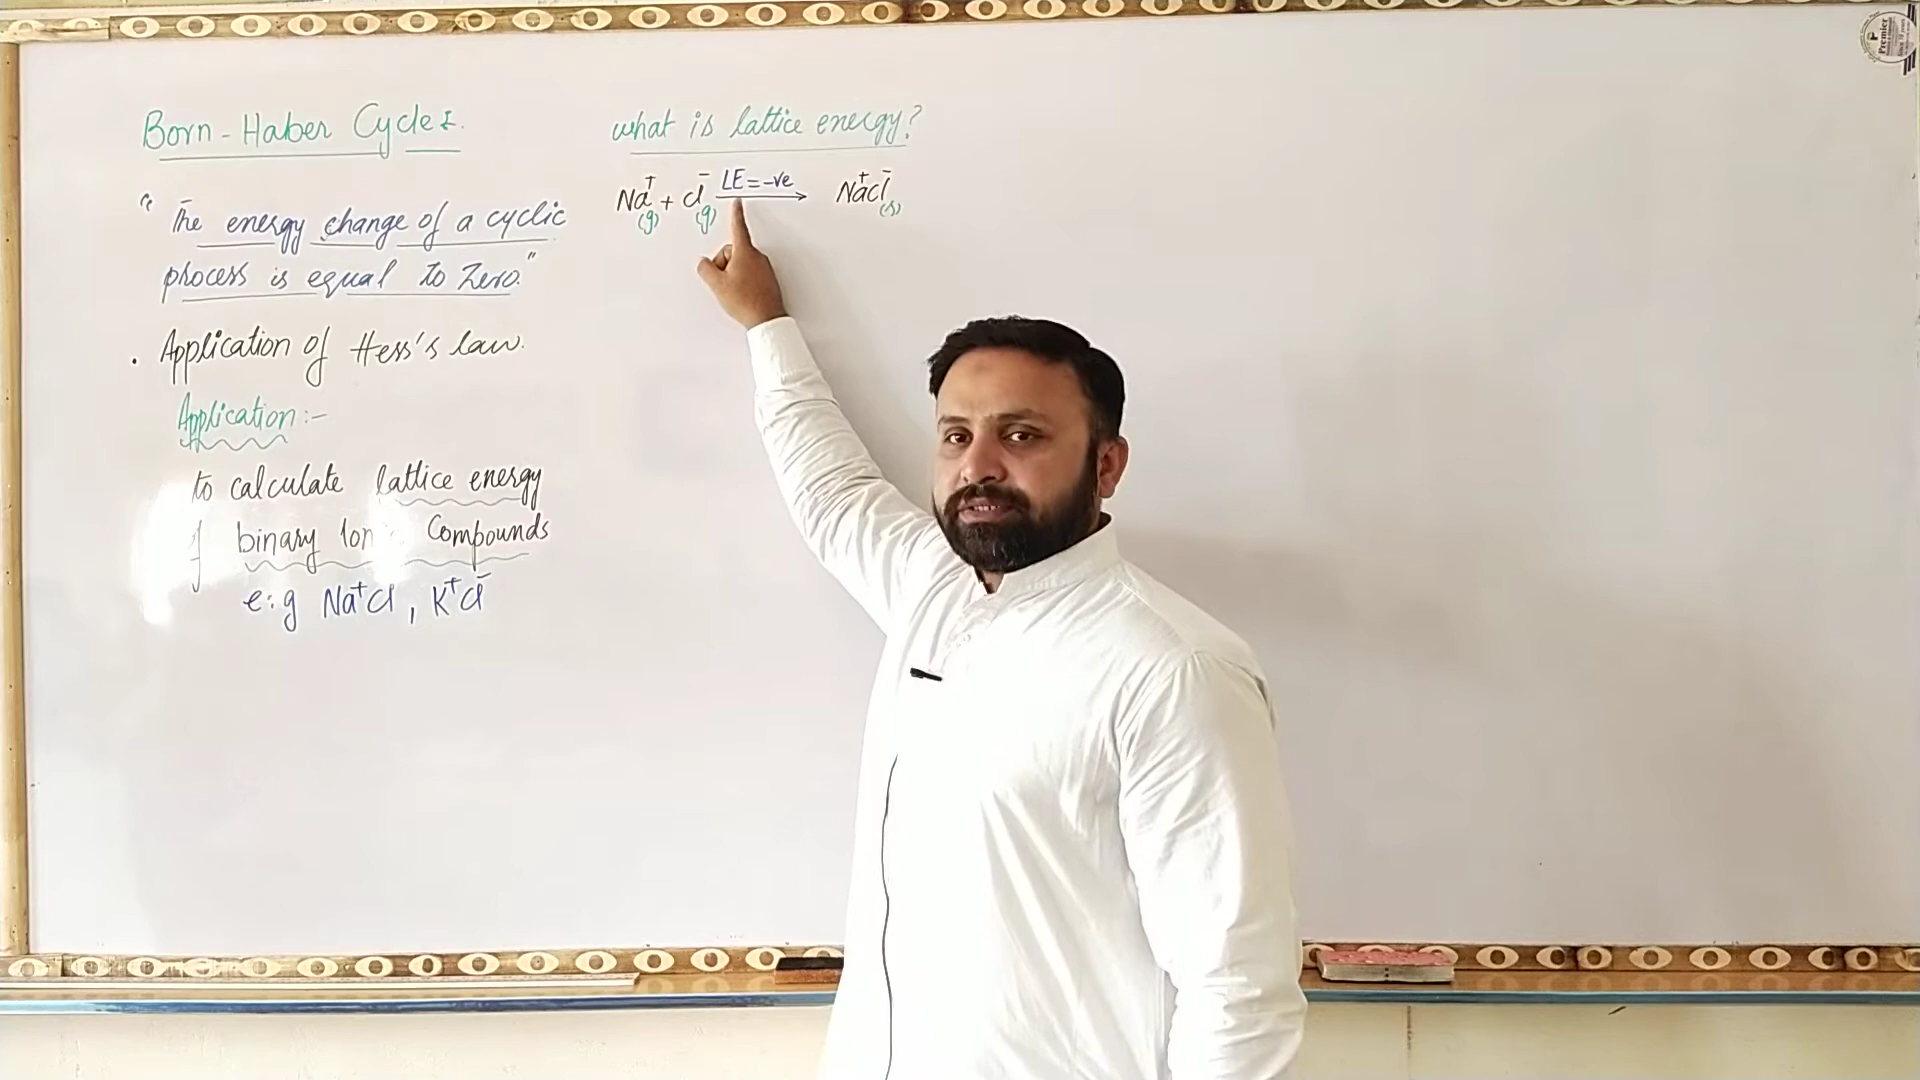 Born-Haber Cycle:
"The energy change of a cyclic
process is equal to Zero."
. Application of Hess's law.
Application:-
to calculate lattice energy
of binary Ion Compounds
e.g Na⁺Cl, K⁺Cl⁻
what is lattice energy?
Na⁺(g) + Cl⁻(g) LE=-ve → Na⁺Cl⁻(s)
Premier